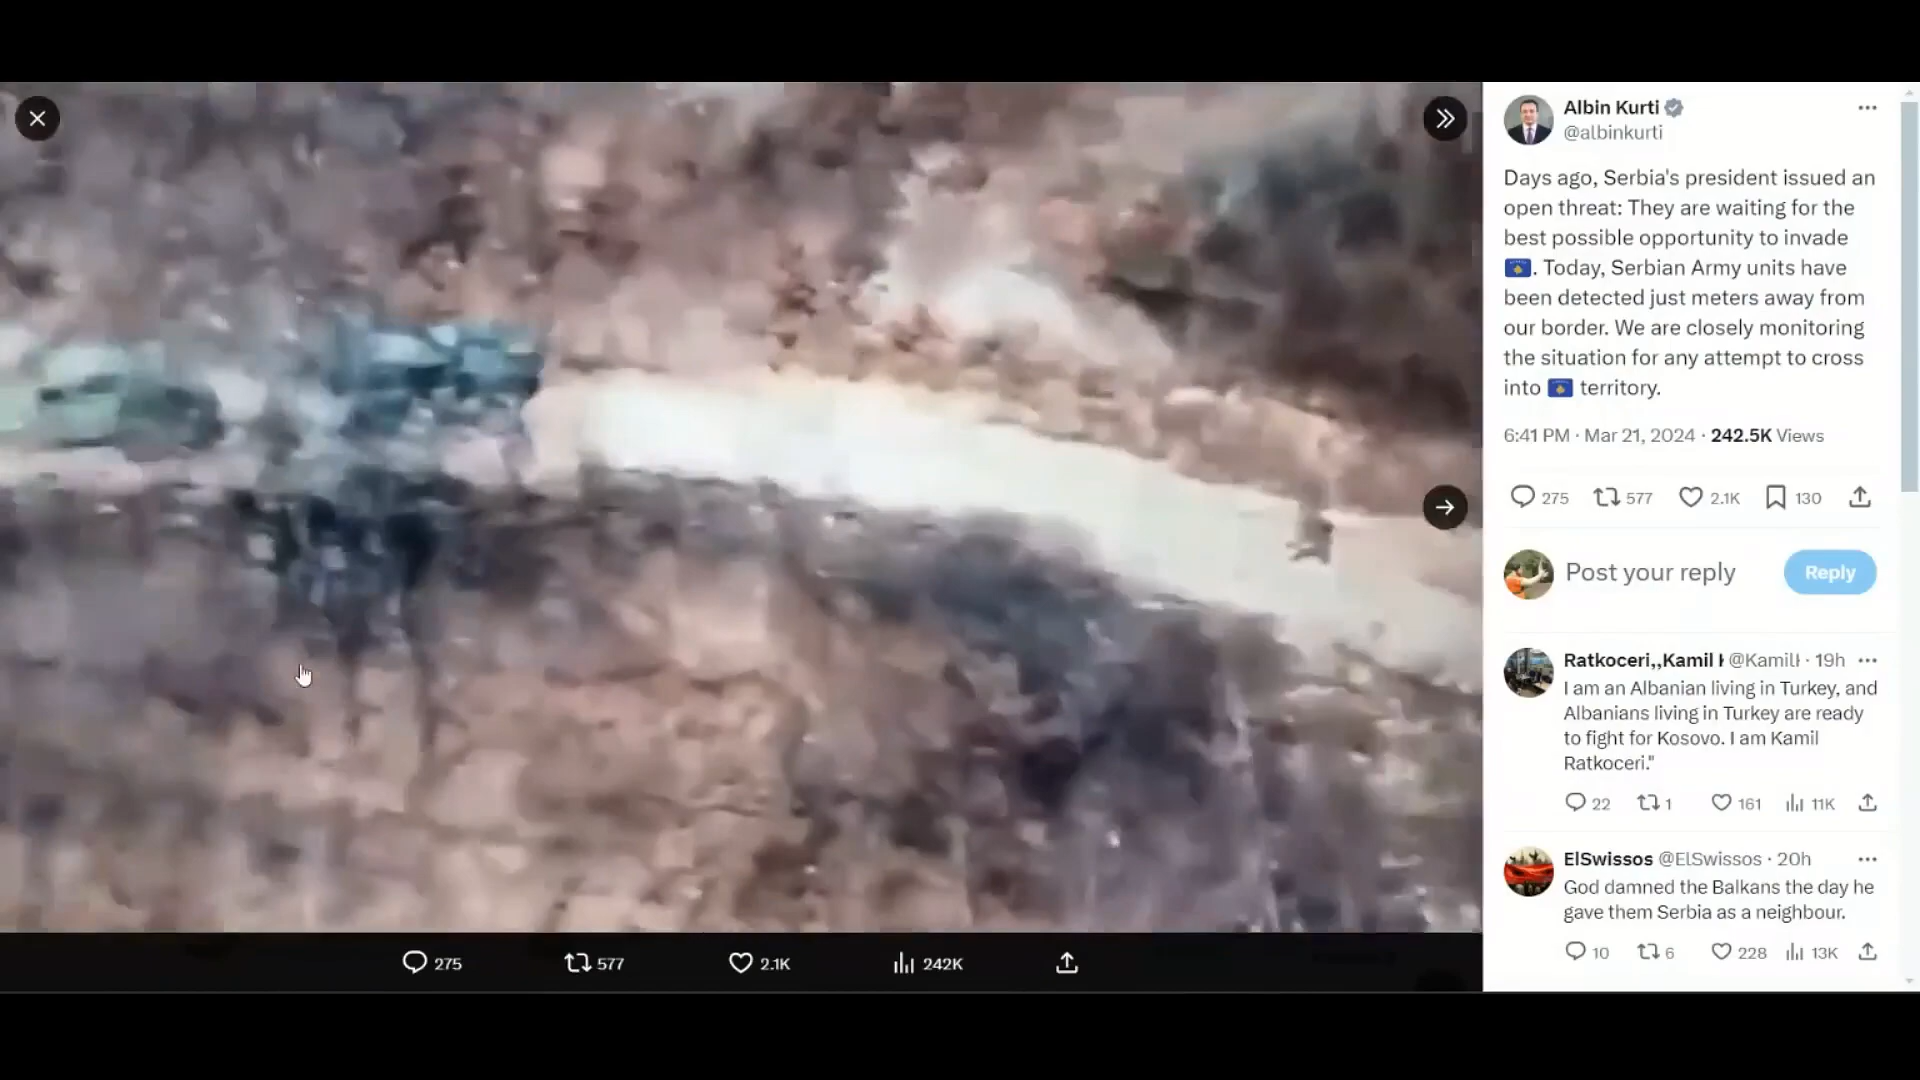 Albin Kurti
@albinkurti
Days ago, Serbia's president issued an
open threat: They are waiting for the
best possible opportunity to invade
🇽🇰. Today, Serbian Army units have
been detected just meters away from
our border. We are closely monitoring
the situation for any attempt to cross
into 🇽🇰 territory.
6:41 PM · Mar 21, 2024 · 242.5K Views
275 577 2.1K 130
Post your reply Reply
Ratkoceri,,Kamil @Kamil · 19h
I am an Albanian living in Turkey, and
Albanians living in Turkey are ready
to fight for Kosovo. I am Kamil
Ratkoceri."
22 1 161 11K
ElSwissos @ElSwissos · 20h
God damned the Balkans the day he
gave them Serbia as a neighbour.
10 6 228 13K
275 577 2.1K 242K